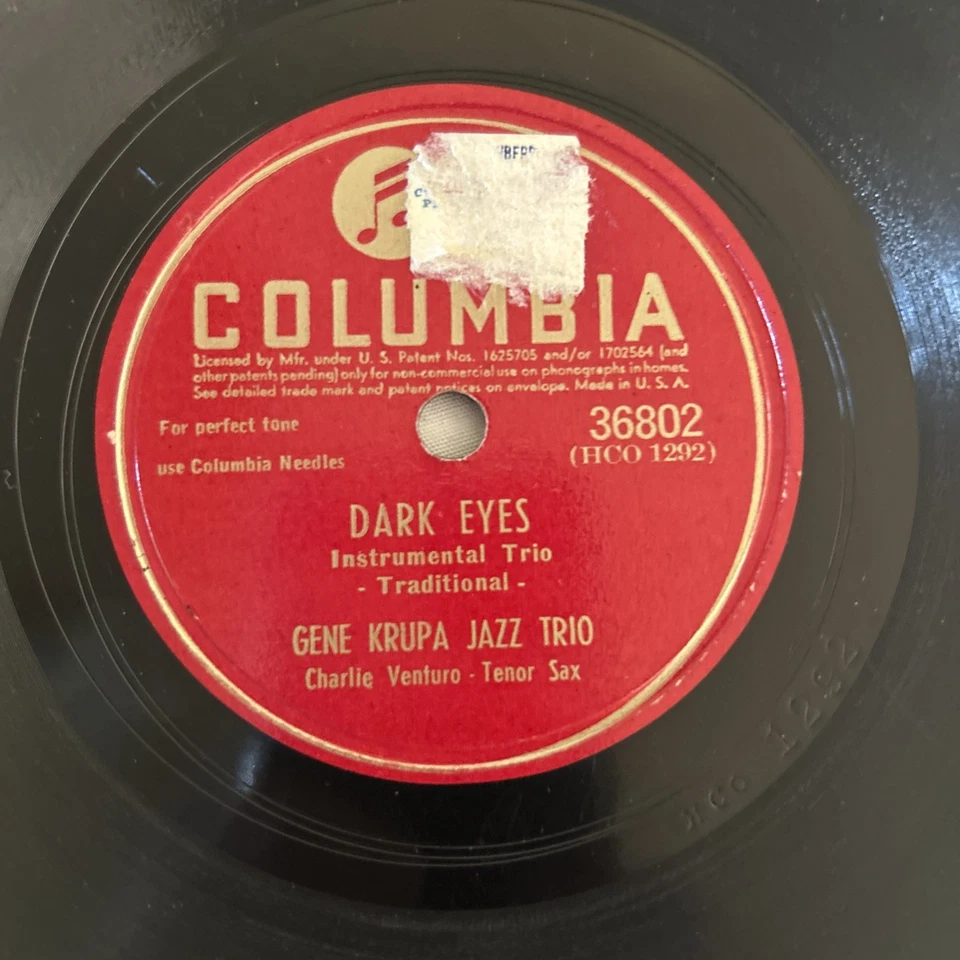 COLUMBIA
Licensed by Mfr. under U. S. Patent Nos. 1625705 and/or 1702564 (and
other patents pending) only for non-commercial use on phonographs in homes.
See detailed trade mark and patent notices on envelope. Made in U. S. A.
For perfect tone
36802
use Columbia Needles
(HCO 1292)
DARK EYES
Instrumental Trio
- Traditional -
GENE KRUPA JAZZ TRIO
Charlie Venturo - Tenor Sax
HCO 1292